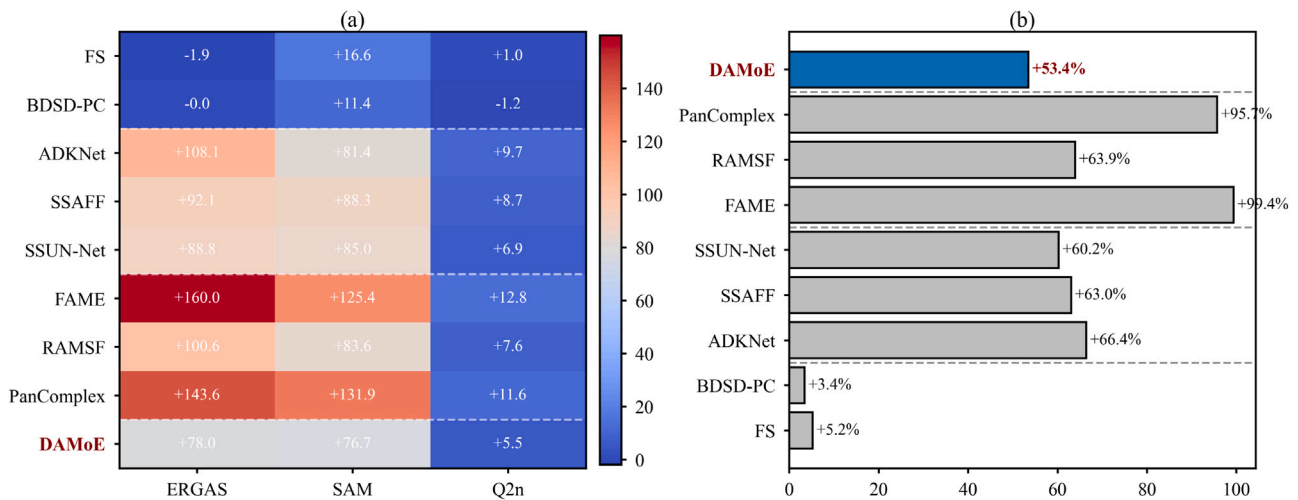 (a)
FS -1.9 +16.6 +1.0
BDSD-PC -0.0 +11.4 -1.2
ADKNet +108.1 +81.4 +9.7
SSAFF +92.1 +88.3 +8.7
SSUN-Net +88.8 +85.0 +6.9
FAME +160.0 +125.4 +12.8
RAMSF +100.6 +83.6 +7.6
PanComplex +143.6 +131.9 +11.6
DAMoE +78.0 +76.7 +5.5
ERGAS SAM Q2n
140
120
100
80
60
40
20
0
(b)
DAMoE +53.4%
PanComplex +95.7%
RAMSF +63.9%
FAME +99.4%
SSUN-Net +60.2%
SSAFF +63.0%
ADKNet +66.4%
BDSD-PC +3.4%
FS +5.2%
0 20 40 60 80 100